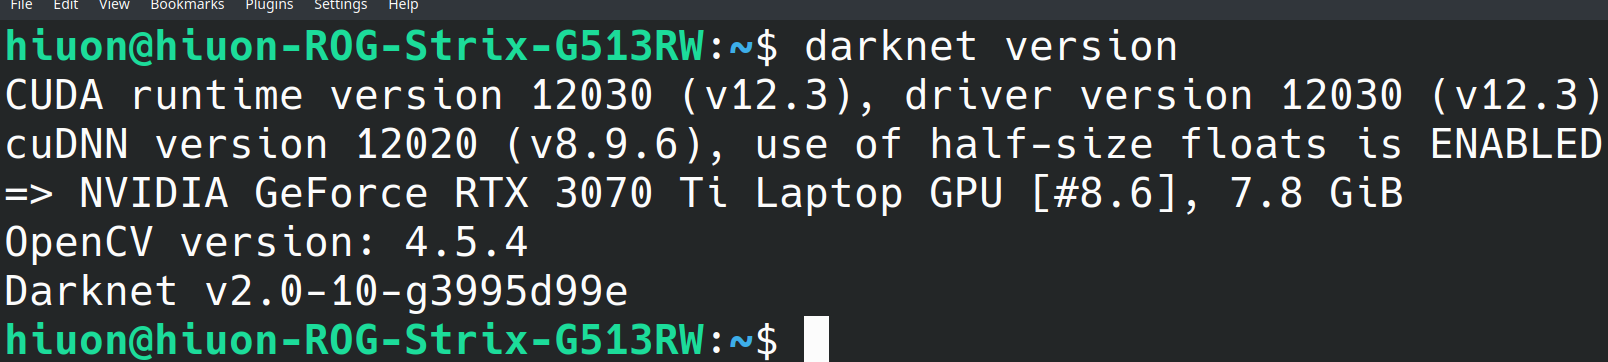 File Edit View Bookmarks Plugins Settings Help
hiuon@hiuon-ROG-Strix-G513RW:~$ darknet version
CUDA runtime version 12030 (v12.3), driver version 12030 (v12.3)
cuDNN version 12020 (v8.9.6), use of half-size floats is ENABLED
=> NVIDIA GeForce RTX 3070 Ti Laptop GPU [#8.6], 7.8 GiB
OpenCV version: 4.5.4
Darknet v2.0-10-g3995d99e
hiuon@hiuon-ROG-Strix-G513RW:~$